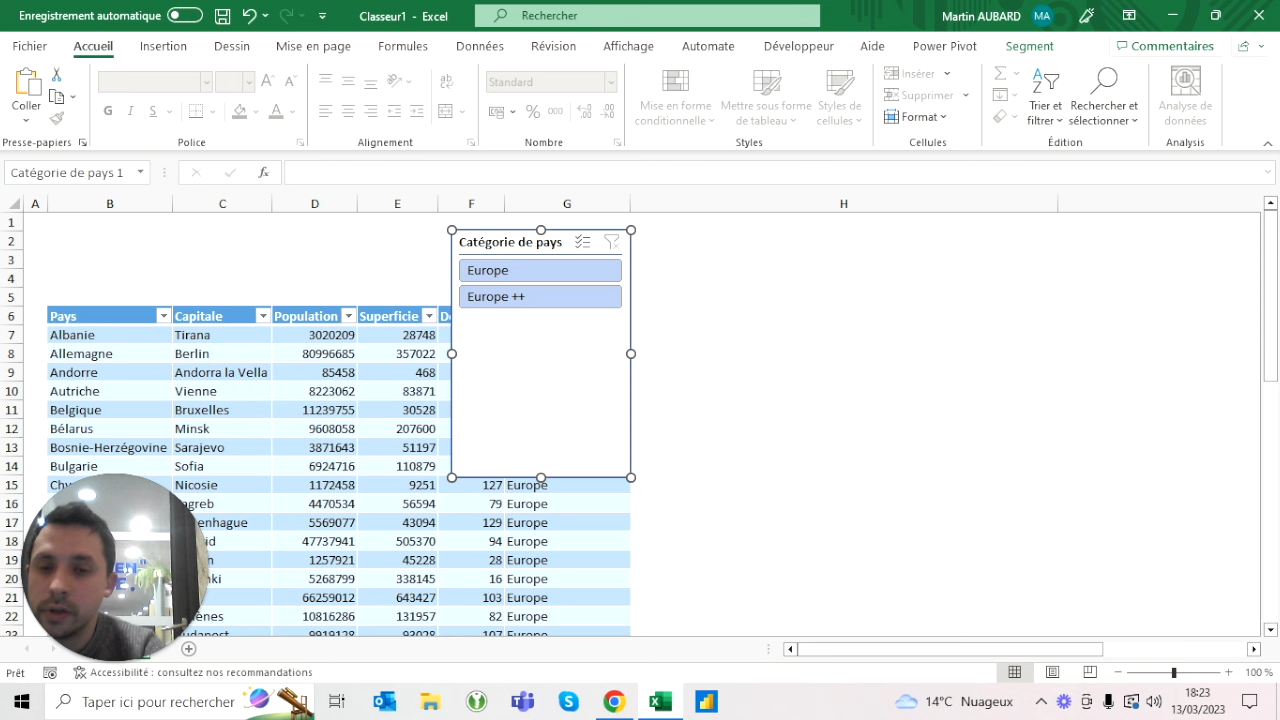 Enregistrement automatique Classeur1 - Excel Rechercher Martin AUBARD MA
Fichier Accueil Insertion Dessin Mise en page Formules Données Révision Affichage Automate Développeur Aide Power Pivot Segment Commentaires
Coller
Presse-papiers
G I S A
Police
ab
Alignement
Standard
% 000
Nombre
Mise en forme conditionnelle
Mettre sous forme de tableau
Styles de cellules
Styles
Insérer
Supprimer
Format
Cellules
Trier et filtrer
Rechercher et sélectionner
Édition
Analyse de données
Analysis
Catégorie de pays 1 fx
A B C D E F G H
1
2 Catégorie de pays
3 Europe
4 Europe ++
5
6 Pays Capitale Population Superficie
7 Albanie Tirana 3020209 28748
8 Allemagne Berlin 80996685 357022
9 Andorre Andorra la Vella 85458 468
10 Autriche Vienne 8223062 83871
11 Belgique Bruxelles 11239755 30528
12 Bélarus Minsk 9608058 207600
13 Bosnie-Herzégovine Sarajevo 3871643 51197
14 Bulgarie Sofia 6924716 110879
15 Nicosie 1172458 9251 127 Europe
16 4470534 56594 79 Europe
17 5569077 43094 129 Europe
18 47737941 505370 94 Europe
19 1257921 45228 28 Europe
20 5268799 338145 16 Europe
21 66259012 643427 103 Europe
22 10816286 131957 82 Europe
23 Budapest 9919128 93028 107 Europe
Prêt Accessibilité : consultez nos recommandations 100 %
Taper ici pour rechercher 14°C Nuageux 18:23
13/03/2023